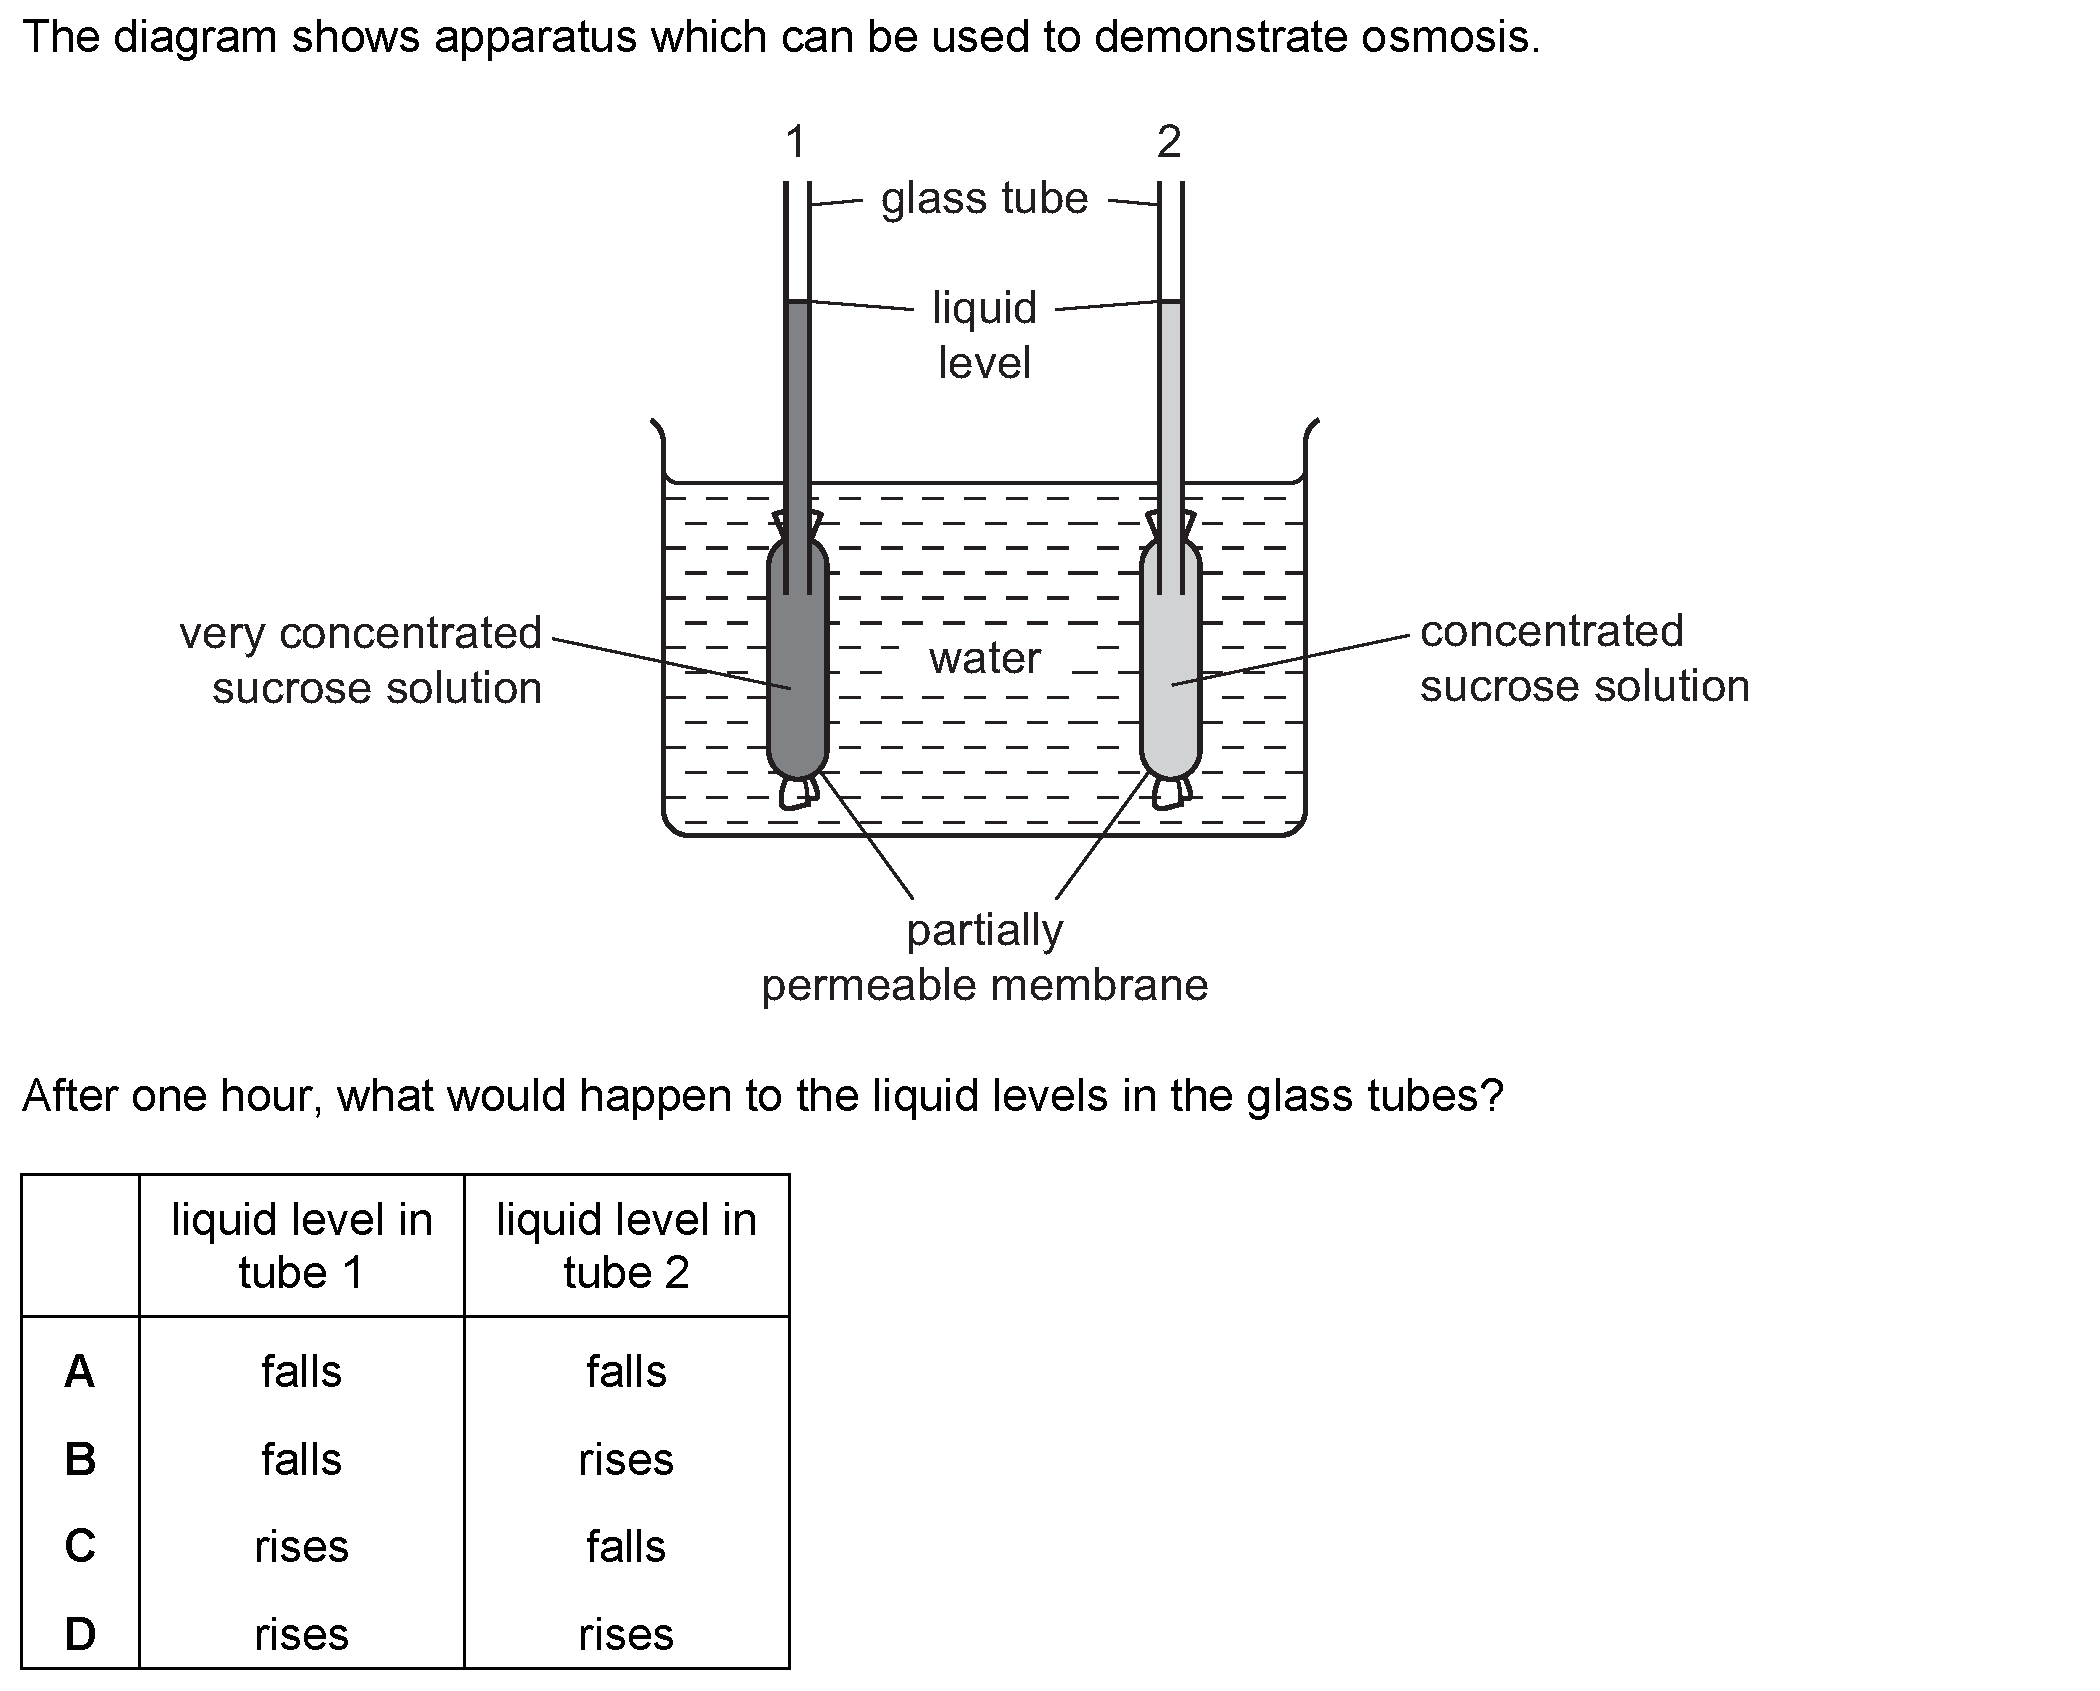 The diagram shows apparatus which can be used to demonstrate osmosis.
1
2
glass tube
liquid
level
very concentrated
sucrose solution
water
concentrated
sucrose solution
partially
permeable membrane
After one hour, what would happen to the liquid levels in the glass tubes?
liquid level in
tube 1
liquid level in
tube 2
A falls falls
B falls rises
C rises falls
D rises rises